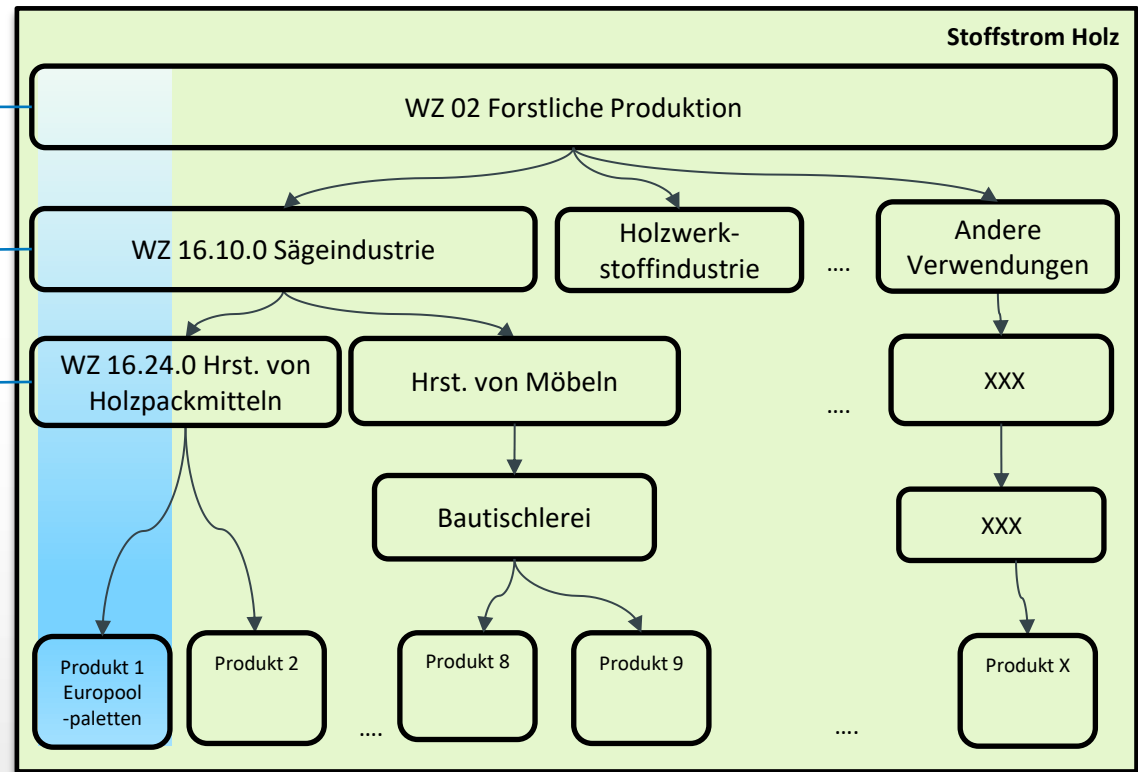 Stoffstrom Holz
WZ 02 Forstliche Produktion
WZ 16.10.0 Sägeindustrie
Holzwerk-
stoffindustrie
....
Andere
Verwendungen
WZ 16.24.0 Hrst. von
Holzpackmitteln
Hrst. von Möbeln
....
XXX
Bautischlerei
XXX
Produkt 1
Europool
-paletten
Produkt 2
....
Produkt 8
Produkt 9
....
Produkt X